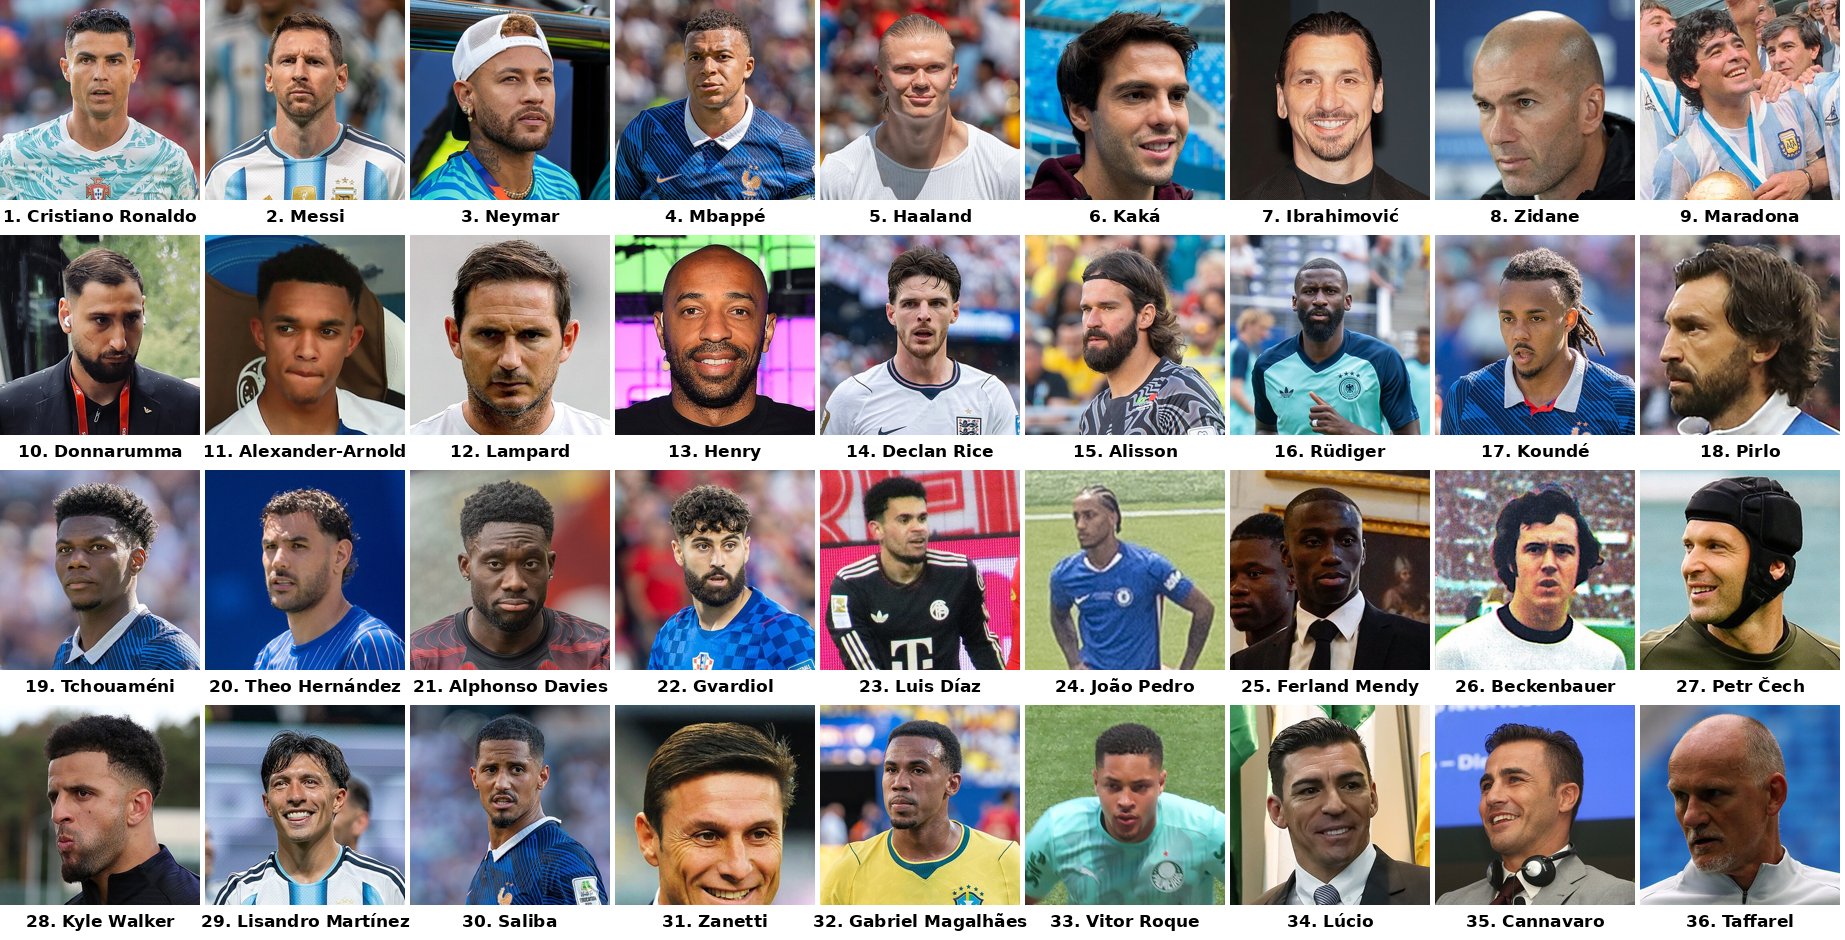 1. Cristiano Ronaldo
2. Messi
3. Neymar
4. Mbappé
5. Haaland
6. Kaká
7. Ibrahimović
8. Zidane
9. Maradona
10. Donnarumma
11. Alexander-Arnold
12. Lampard
13. Henry
14. Declan Rice
15. Alisson
16. Rüdiger
17. Koundé
18. Pirlo
19. Tchouaméni
20. Theo Hernández
21. Alphonso Davies
22. Gvardiol
23. Luis Díaz
24. João Pedro
25. Ferland Mendy
26. Beckenbauer
27. Petr Čech
28. Kyle Walker
29. Lisandro Martínez
30. Saliba
31. Zanetti
32. Gabriel Magalhães
33. Vitor Roque
34. Lúcio
35. Cannavaro
36. Taffarel